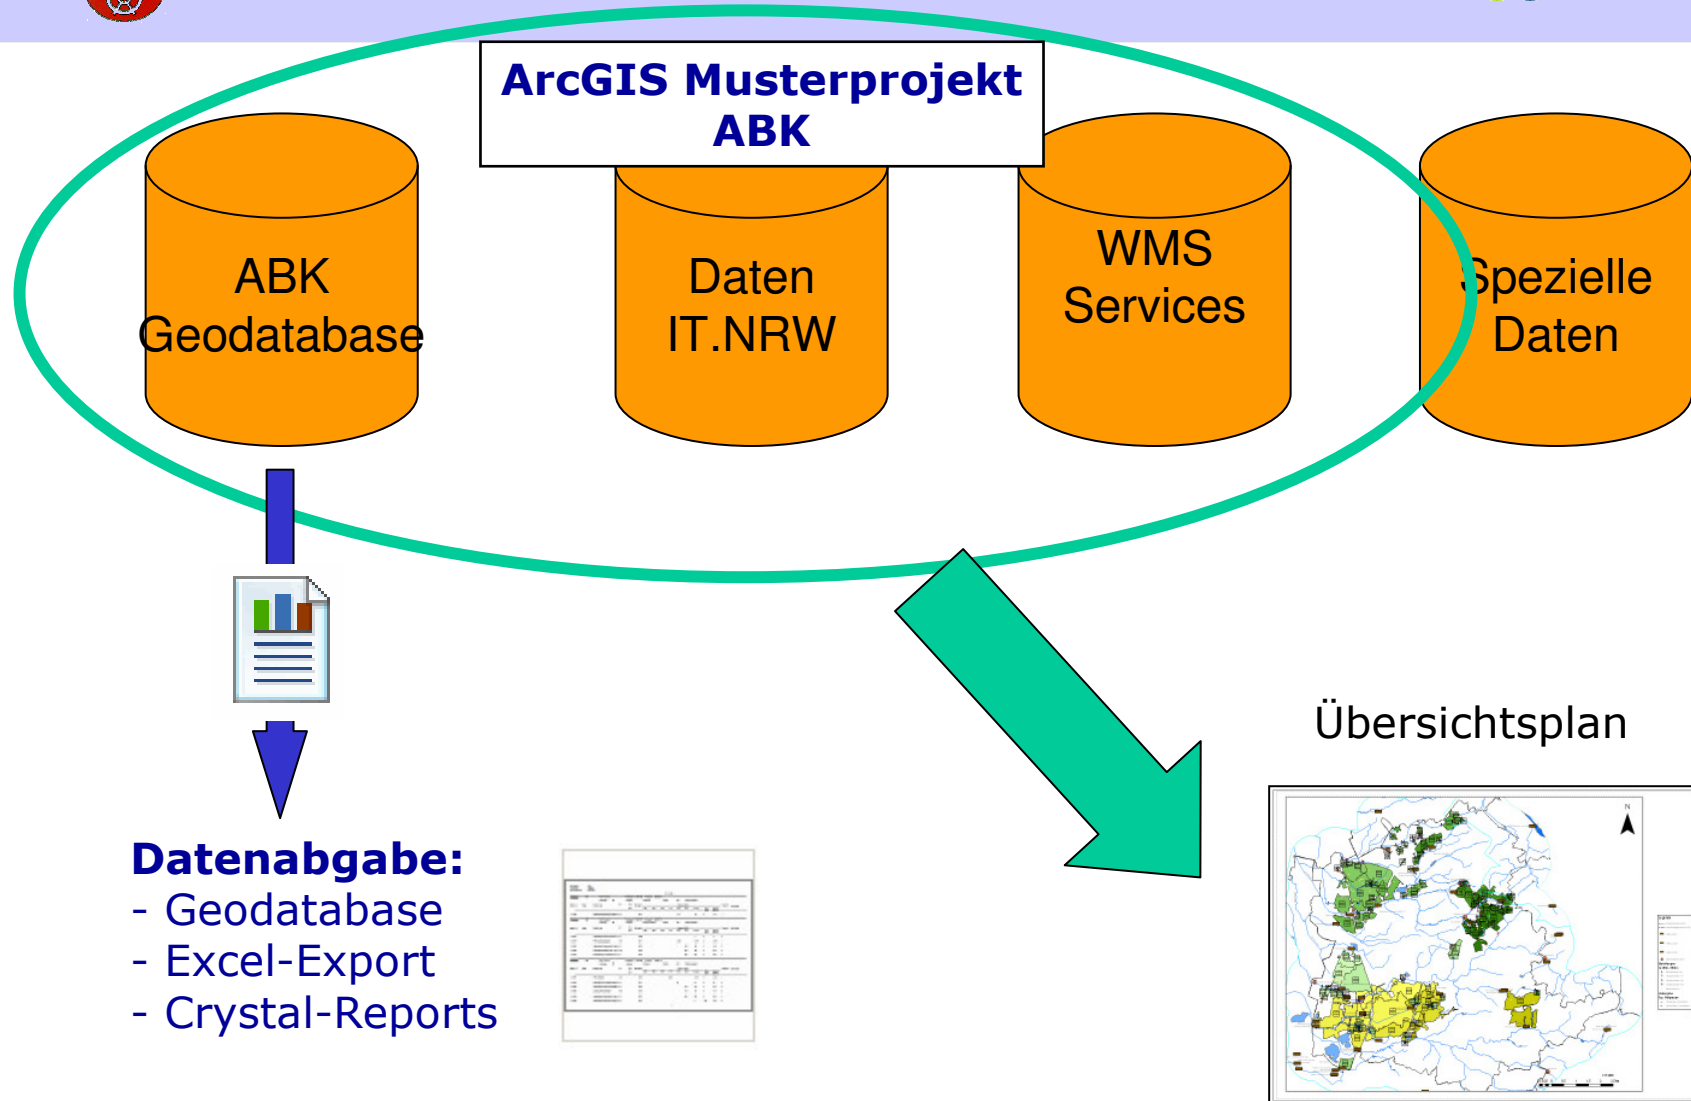 ArcGIS Musterprojekt
ABK
ABK
Geodatabase
Daten
IT.NRW
WMS
Services
Spezielle
Daten
Übersichtsplan
N
Datenabgabe:
- Geodatabase
- Excel-Export
- Crystal-Reports